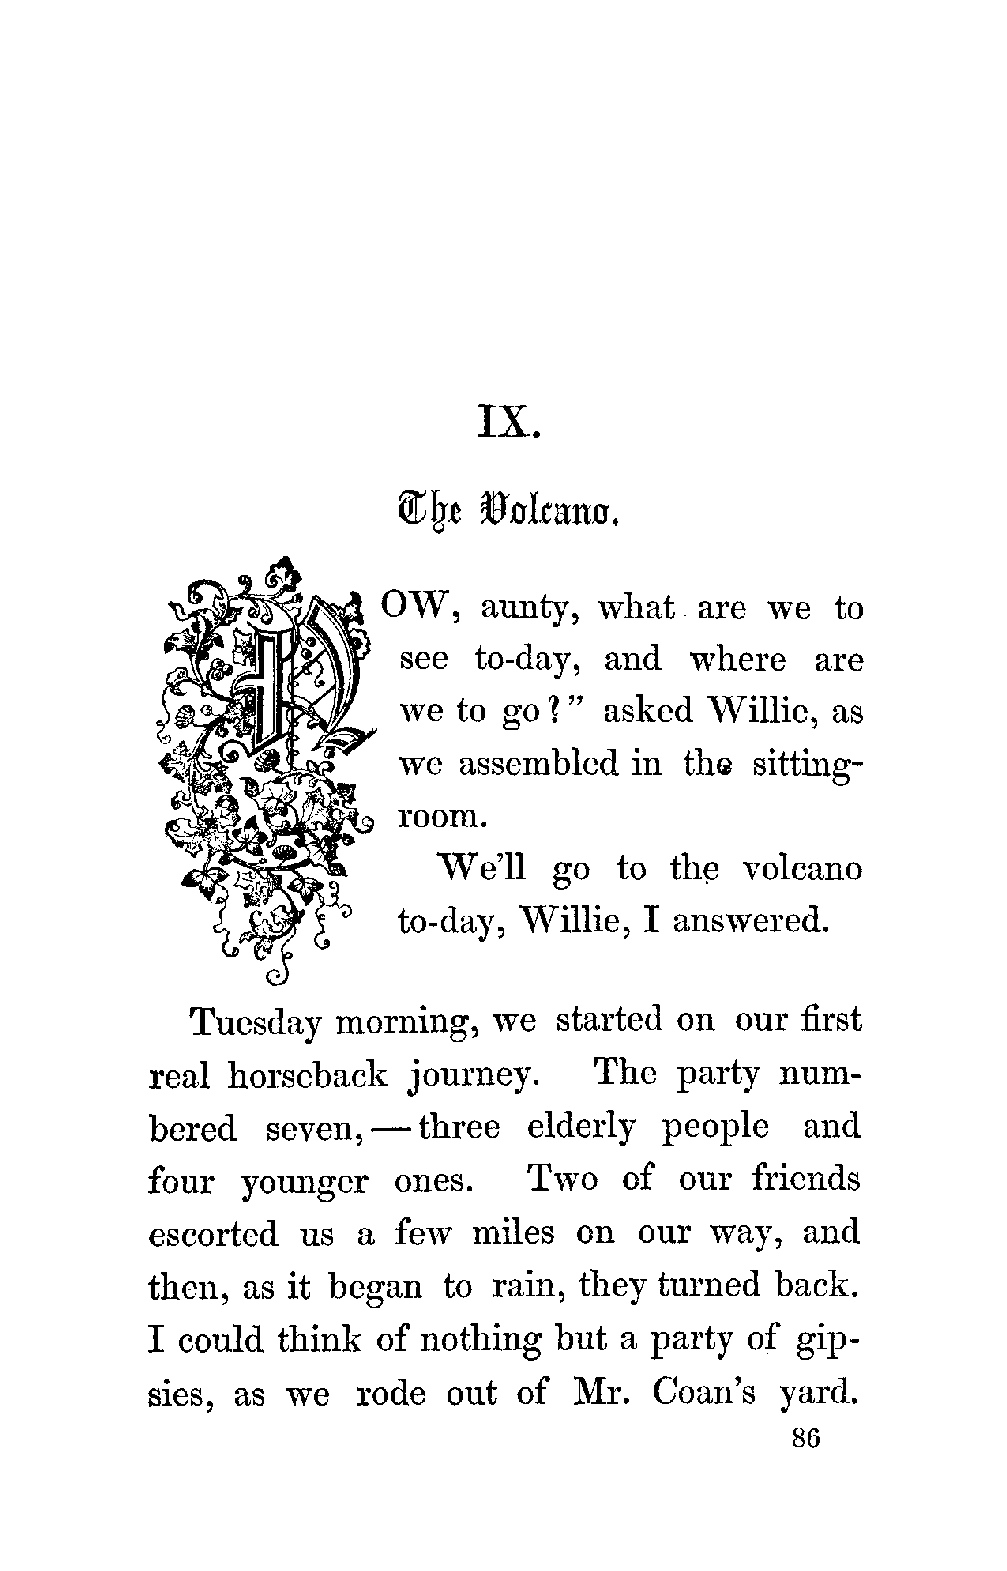 IX.
The Volcano.
NOW, aunty, what are we to
see to-day, and where are
we to go?” asked Willie, as
we assembled in the sitting-
room.
We’ll go to the volcano
to-day, Willie, I answered.
Tuesday morning, we started on our first
real horseback journey. The party num-
bered seven,—three elderly people and
four younger ones. Two of our friends
escorted us a few miles on our way, and
then, as it began to rain, they turned back.
I could think of nothing but a party of gip-
sies, as we rode out of Mr. Coan’s yard.
86